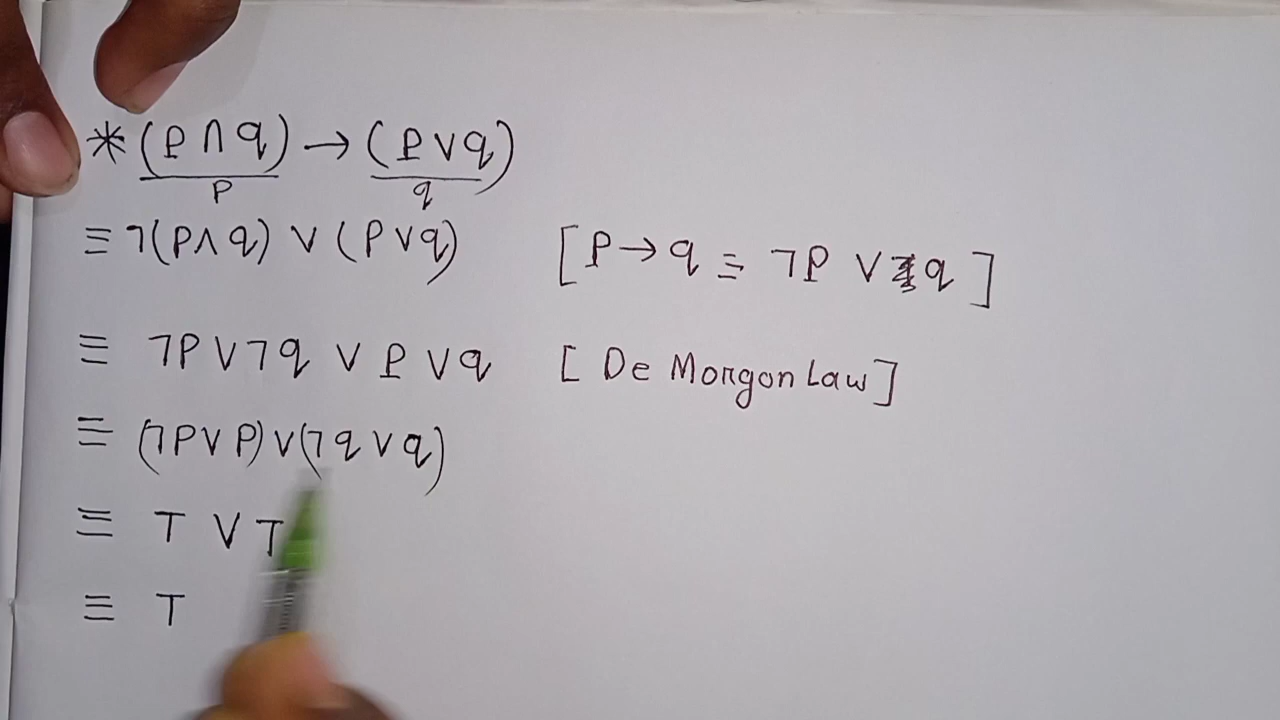 * (P ∩ q) → (P ∨ q)
P q
≡ ¬(P ∧ q) ∨ (P ∨ q) [P → q ≡ ¬P ∨ q]
≡ ¬P ∨ ¬q ∨ P ∨ q [De Morgon Law]
≡ (¬P ∨ P) ∨ (¬q ∨ q)
≡ T ∨ T
≡ T